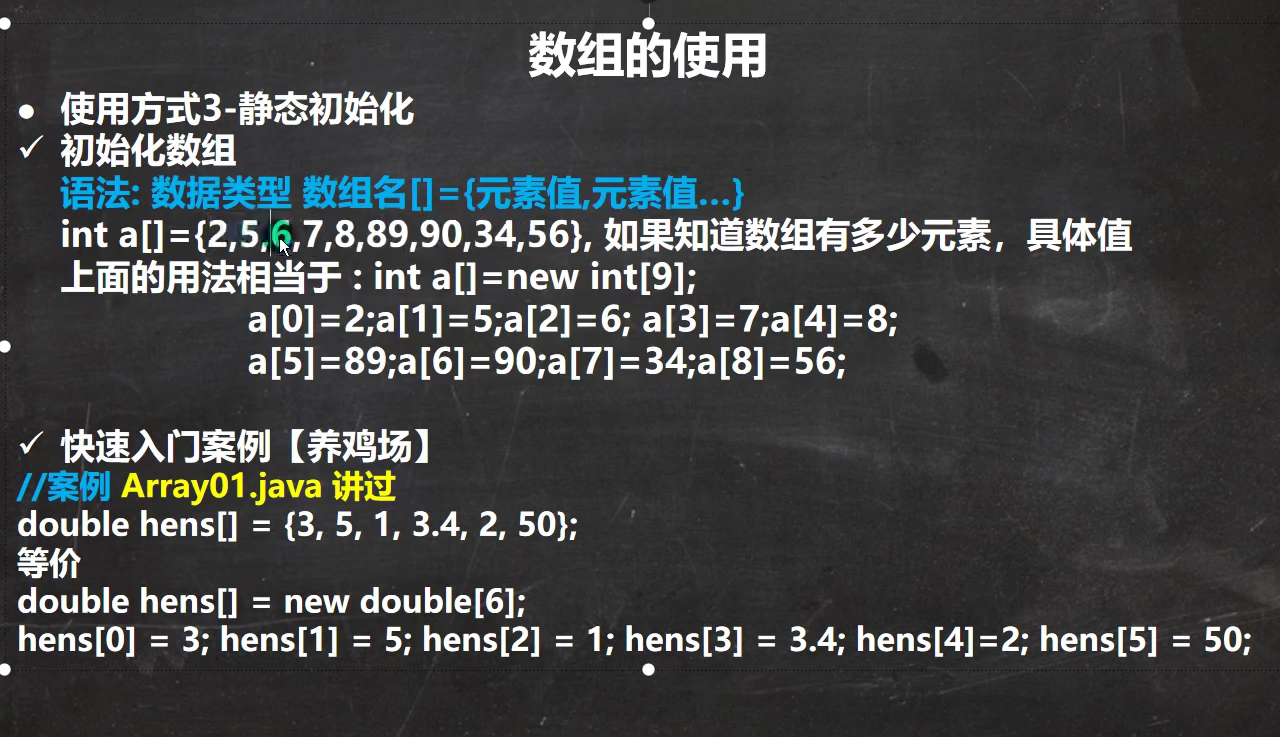 数组的使用
● 使用方式3-静态初始化
✓ 初始化数组
语法: 数据类型 数组名[]={元素值,元素值...}
int a[]={2,5,6,7,8,89,90,34,56}, 如果知道数组有多少元素，具体值
上面的用法相当于 : int a[]=new int[9];
a[0]=2;a[1]=5;a[2]=6; a[3]=7;a[4]=8;
a[5]=89;a[6]=90;a[7]=34;a[8]=56;
✓ 快速入门案例【养鸡场】
//案例 Array01.java 讲过
double hens[] = {3, 5, 1, 3.4, 2, 50};
等价
double hens[] = new double[6];
hens[0] = 3; hens[1] = 5; hens[2] = 1; hens[3] = 3.4; hens[4]=2; hens[5] = 50;